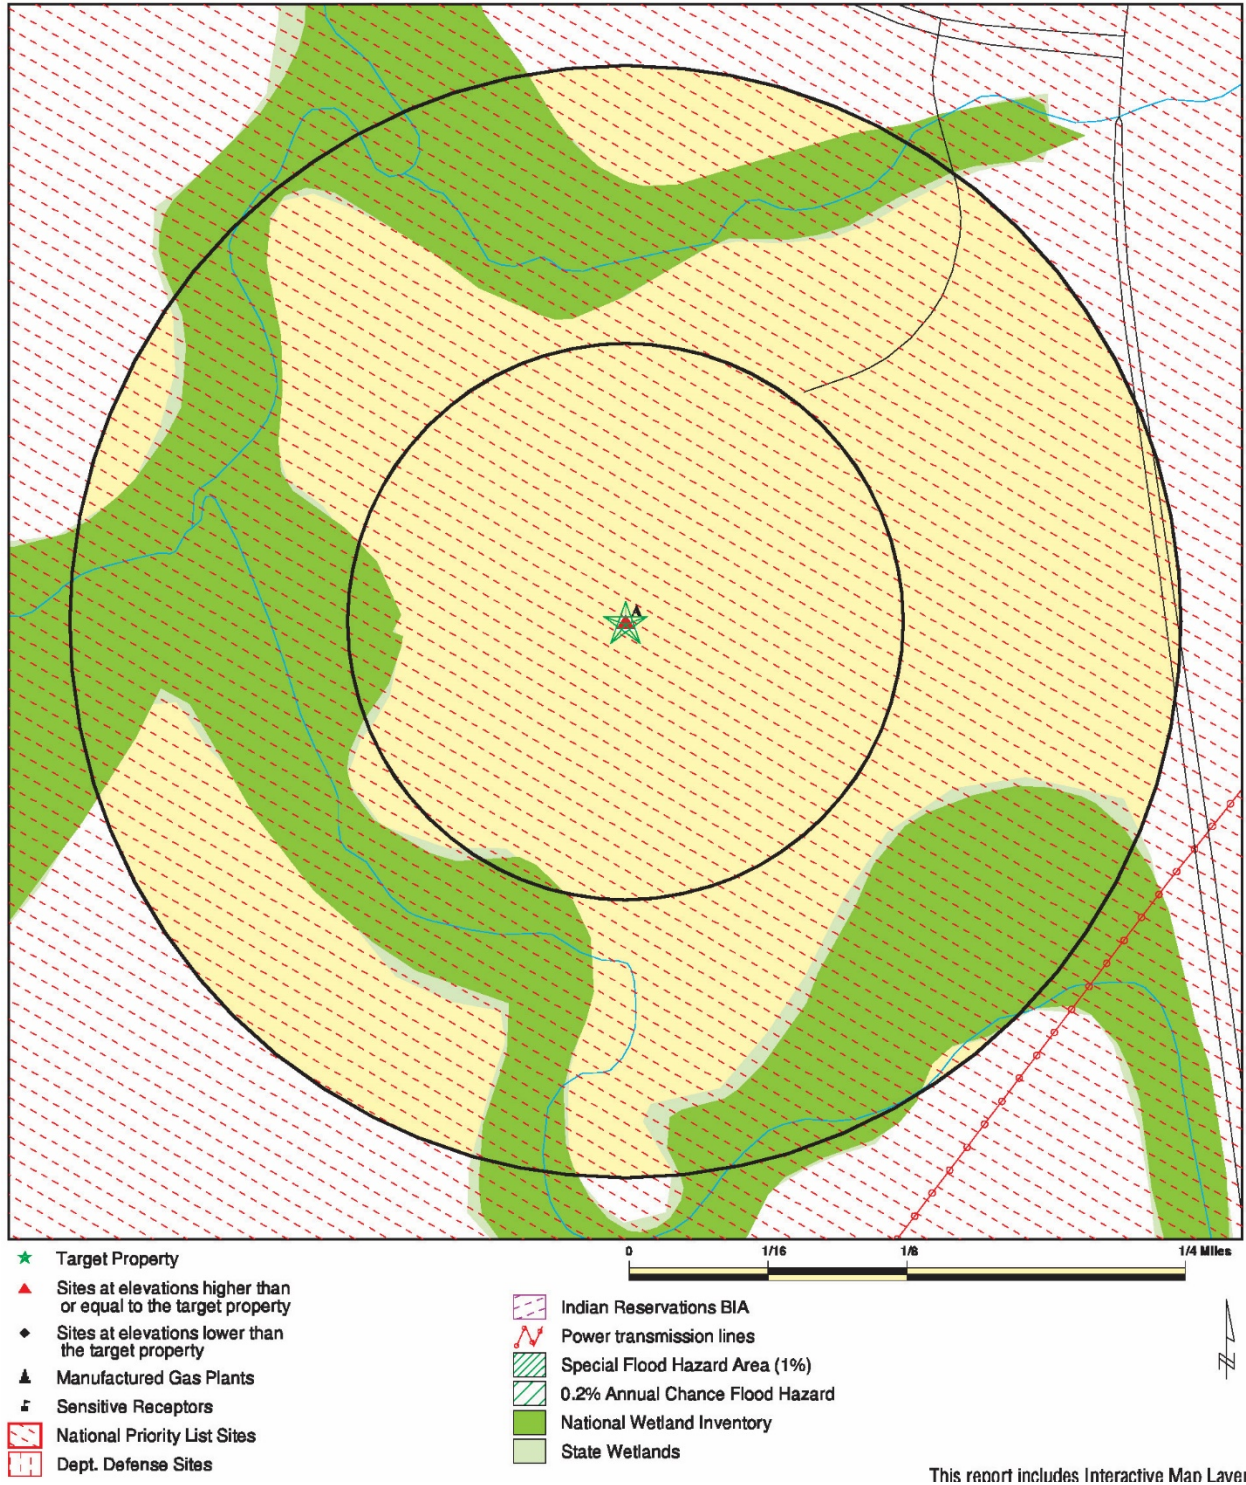 A
0 1/16 1/8 1/4 Miles
Target Property
Sites at elevations higher than
or equal to the target property
Sites at elevations lower than
the target property
Manufactured Gas Plants
Sensitive Receptors
National Priority List Sites
Dept. Defense Sites
Indian Reservations BIA
Power transmission lines
Special Flood Hazard Area (1%)
0.2% Annual Chance Flood Hazard
National Wetland Inventory
State Wetlands
This report includes Interactive Map Layer